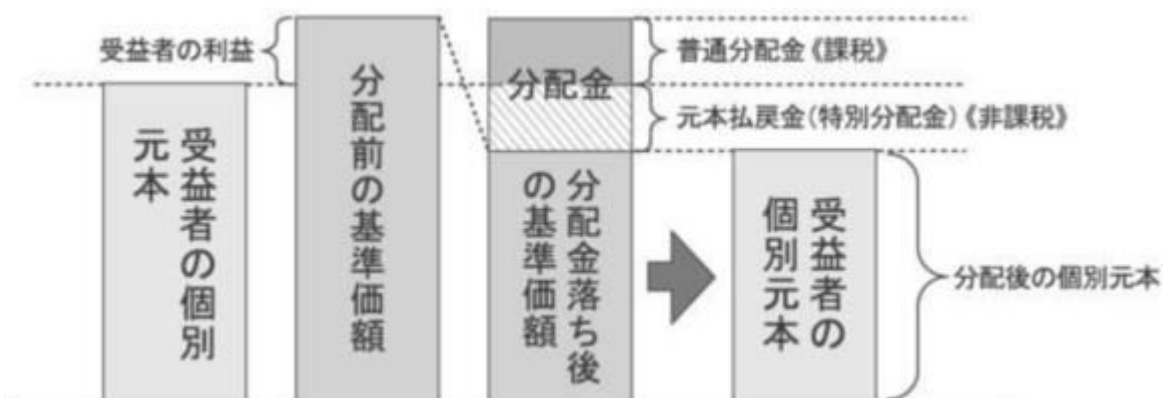 受益者の利益
受益者の個別
元本
分配前の基準価額
分配金
分配金落ち後
の基準価額
普通分配金《課税》
元本払戻金(特別分配金)《非課税》
受益者の
個別元本
分配後の個別元本